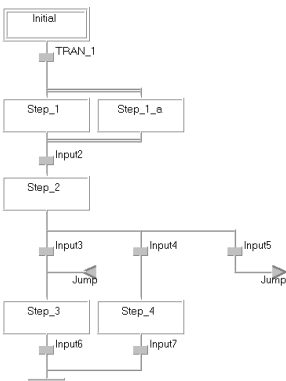 Initial
TRAN_1
Step_1 Step_1_a
Input2
Step_2
Input3 Input4 Input5
Jump Jump
Step_3 Step_4
Input6 Input7